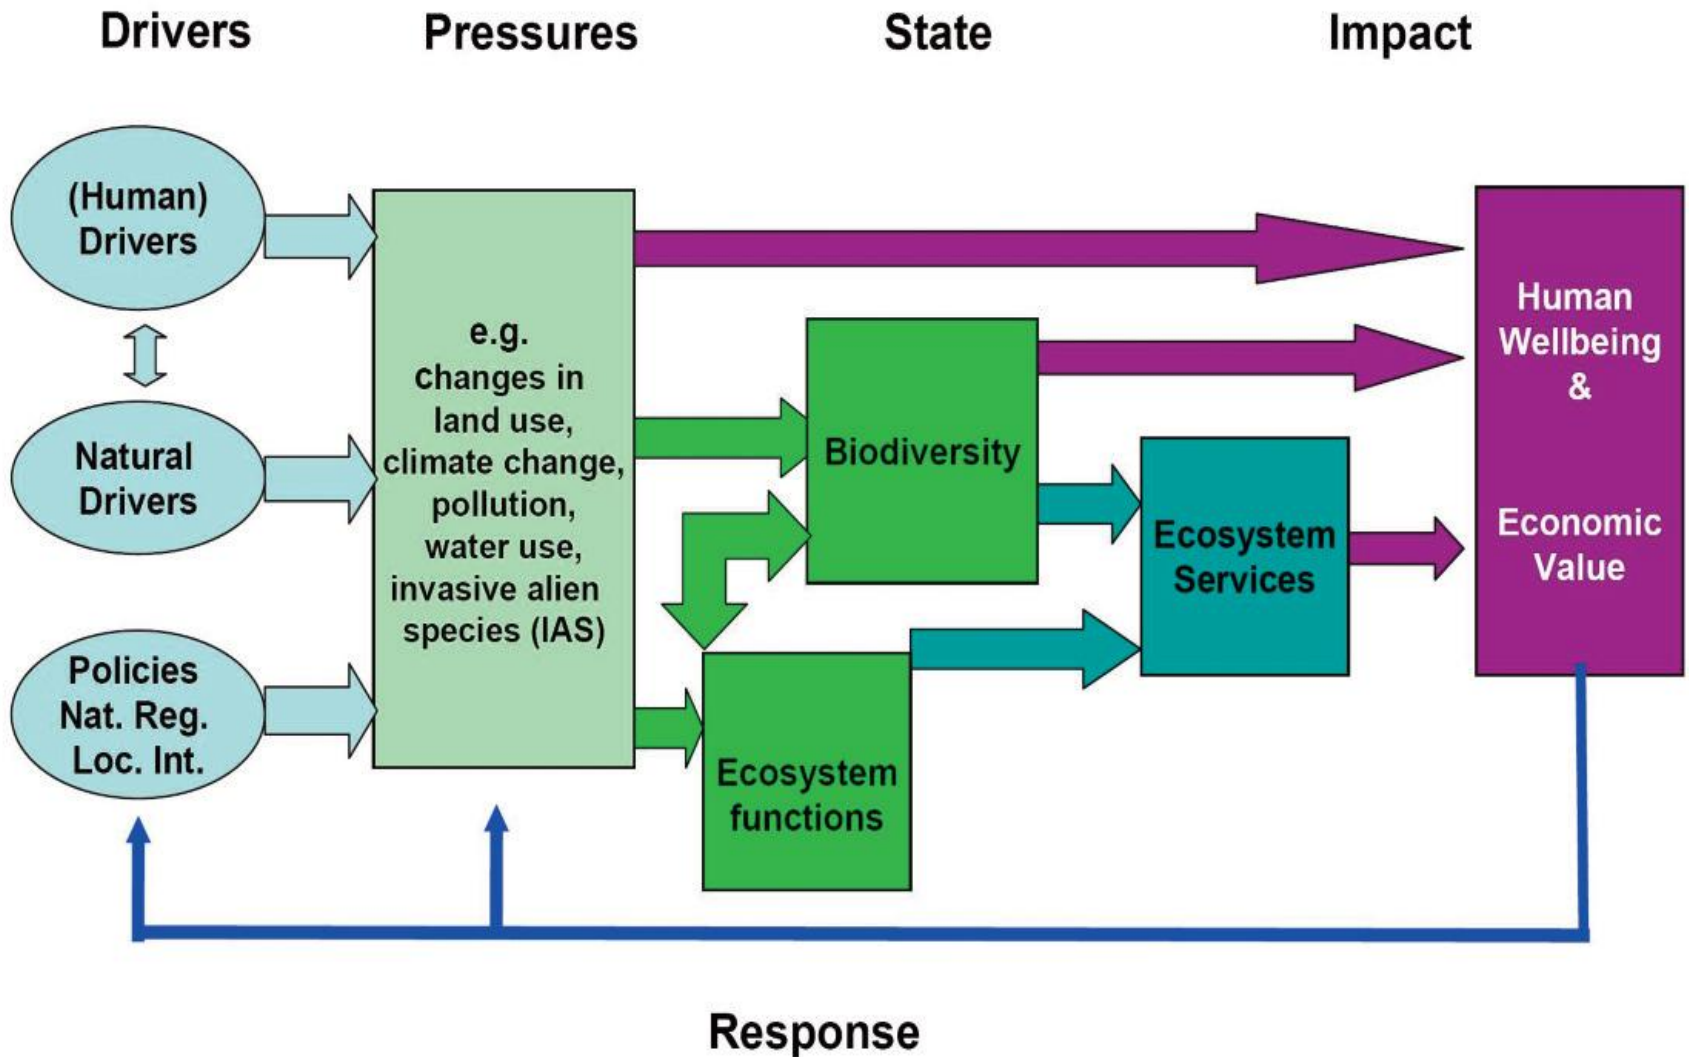 Drivers
Pressures
State
Impact
(Human)
Drivers
Natural
Drivers
Policies
Nat. Reg.
Loc. Int.
e.g.
changes in
land use,
climate change,
pollution,
water use,
invasive alien
species (IAS)
Biodiversity
Ecosystem
functions
Ecosystem
Services
Human
Wellbeing
&
Economic
Value
Response